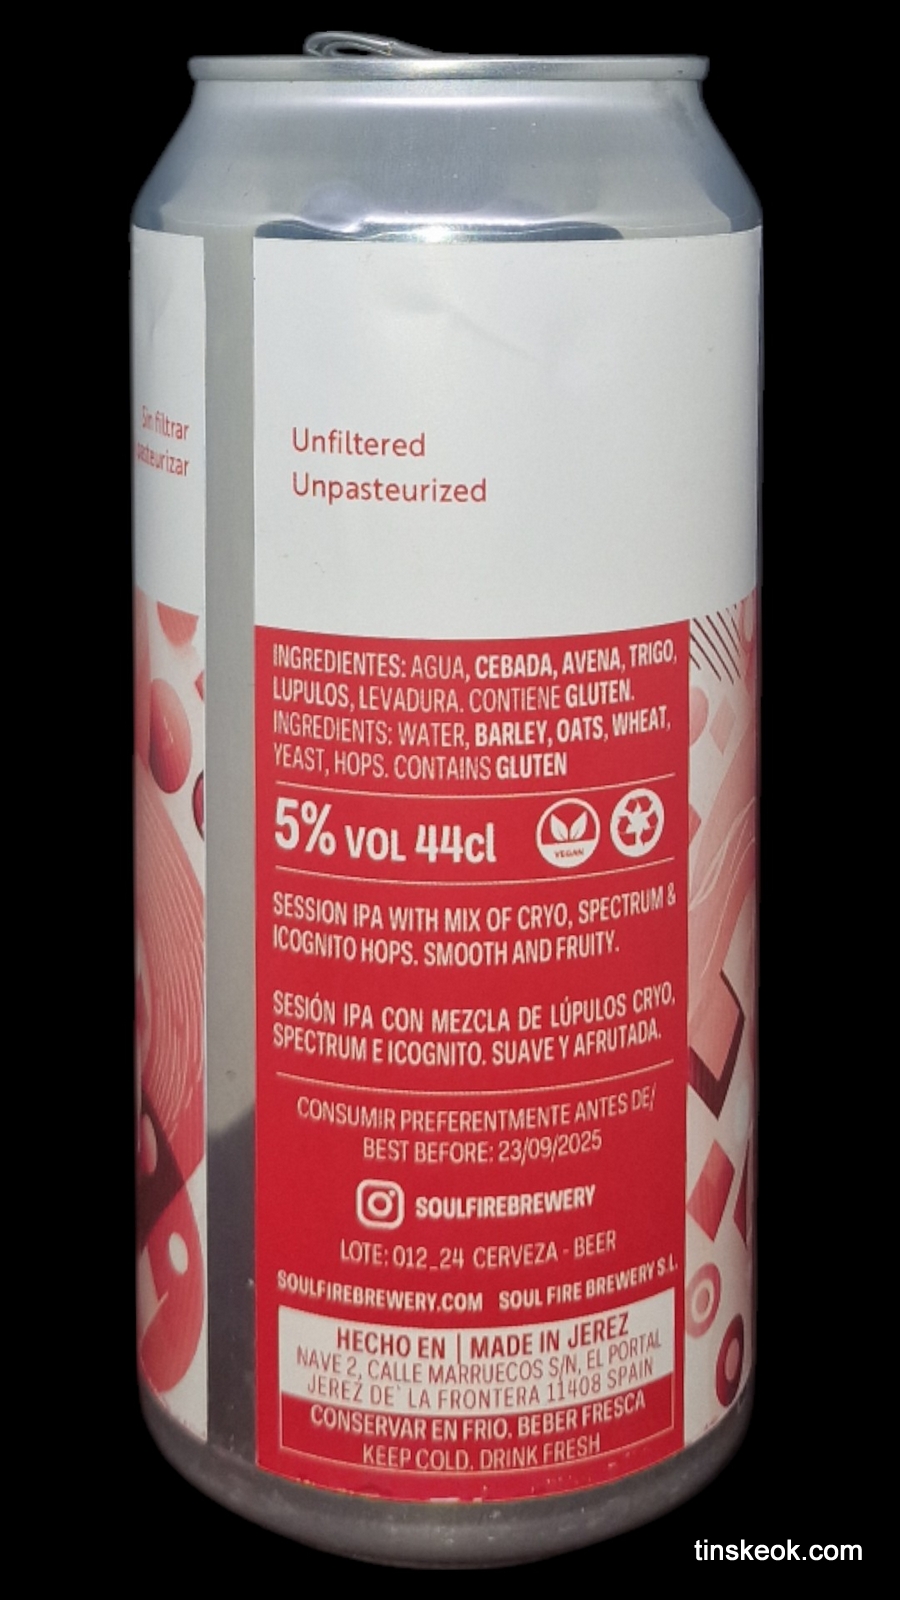 Sin filtrar
pasteurizar
Unfiltered
Unpasteurized
INGREDIENTES: AGUA, CEBADA, AVENA, TRIGO,
LUPULOS, LEVADURA. CONTIENE GLUTEN.
INGREDIENTS: WATER, BARLEY, OATS, WHEAT,
YEAST, HOPS. CONTAINS GLUTEN
5% VOL 44cl
VEGAN
SESSION IPA WITH MIX OF CRYO, SPECTRUM &
ICOGNITO HOPS. SMOOTH AND FRUITY.
SESIÓN IPA CON MEZCLA DE LÚPULOS CRYO,
SPECTRUM E ICOGNITO. SUAVE Y AFRUTADA.
CONSUMIR PREFERENTMENTE ANTES DE/
BEST BEFORE: 23/09/2025
SOULFIREBREWERY
LOTE: 012_24 CERVEZA - BEER
SOULFIREBREWERY.COM SOUL FIRE BREWERY S.L.
HECHO EN | MADE IN JEREZ
NAVE 2, CALLE MARRUECOS S/N, EL PORTAL
JEREZ DE` LA FRONTERA 11408 SPAIN
CONSERVAR EN FRIO. BEBER FRESCA
KEEP COLD. DRINK FRESH
tinskeok.com